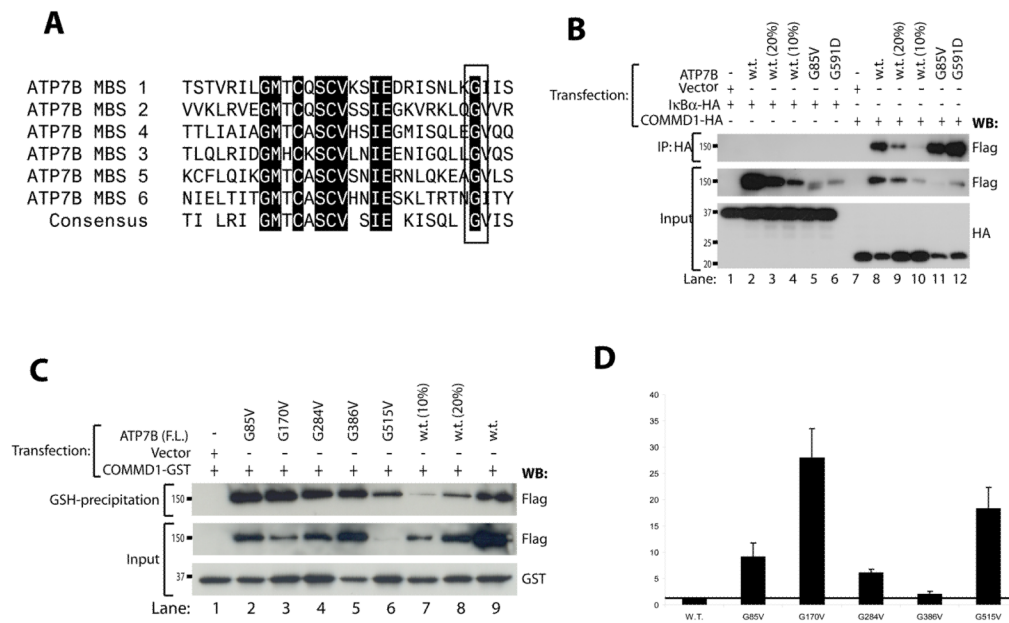 A
ATP7B MBS 1 TSTVRILGMTCQSCVKSIEDRISNLKGIIS
ATP7B MBS 2 VVKLRVEGMTCQSCVSSIEGKVRKLQGVVR
ATP7B MBS 4 TTLIAIAGMTCASCVHSIEGMISQLEGVQQ
ATP7B MBS 3 TLQLRIDGMHCKSCVLNIEENIGQLLGVQS
ATP7B MBS 5 KCFLQIKGMTCASCVSNIERNLQKEAGVLS
ATP7B MBS 6 NIELTITGMTCASCVHNIESKLTRTNGITY
Consensus TI LRI GMTCASCV SIE KISQL GVIS
B
Transfection:
ATP7B - w.t. w.t. (20%) w.t. (10%) G85V G591D - w.t. w.t. (20%) w.t. (10%) G85V G591D
Vector + - - - - - + - - - - -
IκBα-HA + + + + + + - - - - - -
COMMD1-HA - - - - - - + + + + + +
WB:
IP: HA 150 Flag
Input 150 Flag
37 25 20 HA
Lane: 1 2 3 4 5 6 7 8 9 10 11 12
C
Transfection:
ATP7B (F.L.) - G85V G170V G284V G386V G515V w.t. (10%) w.t. (20%) w.t.
Vector + - - - - - - - -
COMMD1-GST + + + + + + + + +
WB:
GSH-precipitation 150 Flag
Input 150 Flag
37 GST
Lane: 1 2 3 4 5 6 7 8 9
D
40
35
30
25
20
15
10
5
0
W.T. G85V G170V G284V G386V G515V